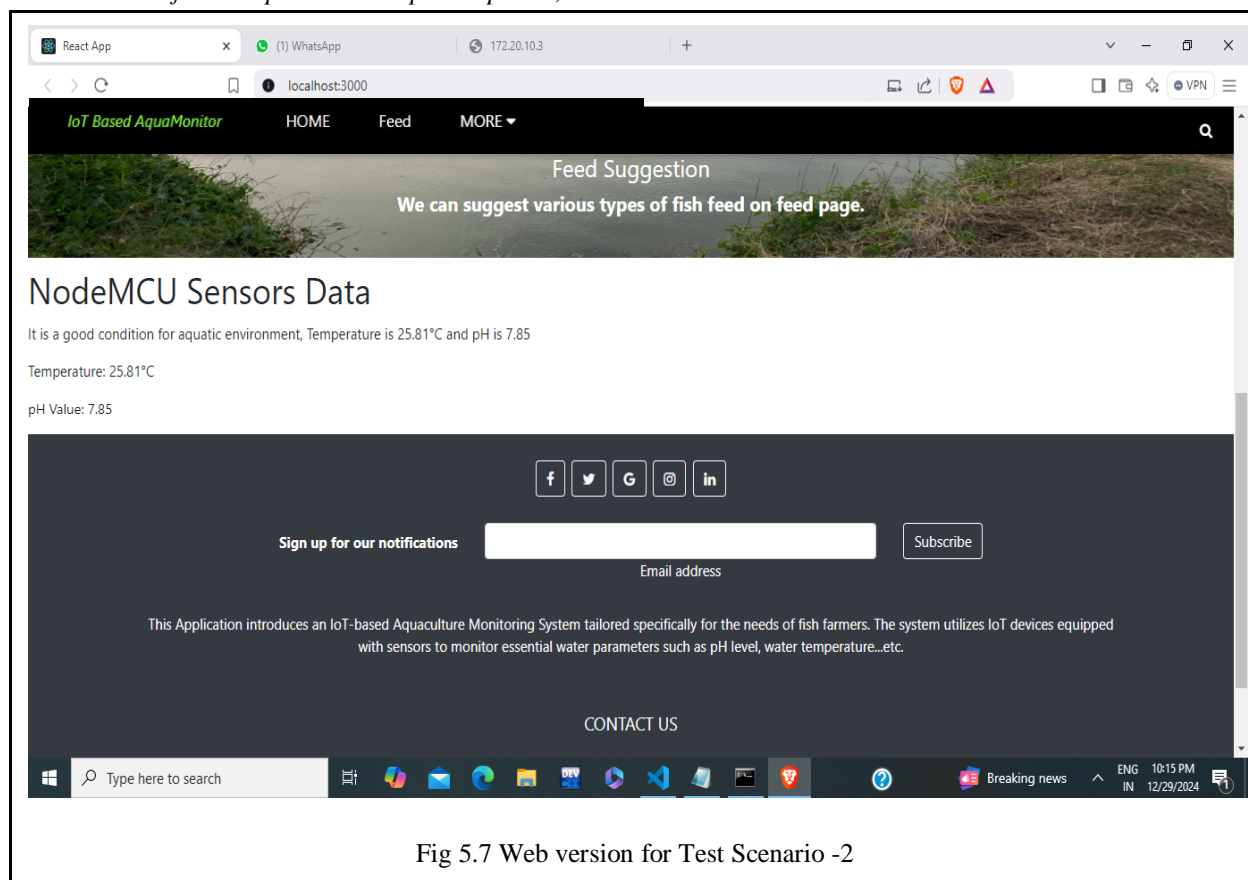 React App
(1) WhatsApp
172.20.10.3
localhost:3000
VPN
IoT Based AquaMonitor HOME Feed MORE
Feed Suggestion
We can suggest various types of fish feed on feed page.
NodeMCU Sensors Data
It is a good condition for aquatic environment, Temperature is 25.81°C and pH is 7.85
Temperature: 25.81°C
pH Value: 7.85
Sign up for our notifications
Subscribe
Email address
This Application introduces an IoT-based Aquaculture Monitoring System tailored specifically for the needs of fish farmers. The system utilizes IoT devices equipped
with sensors to monitor essential water parameters such as pH level, water temperature...etc.
CONTACT US
Type here to search
DEV
Breaking news
ENG 10:15 PM
IN 12/29/2024
1
Fig 5.7 Web version for Test Scenario -2